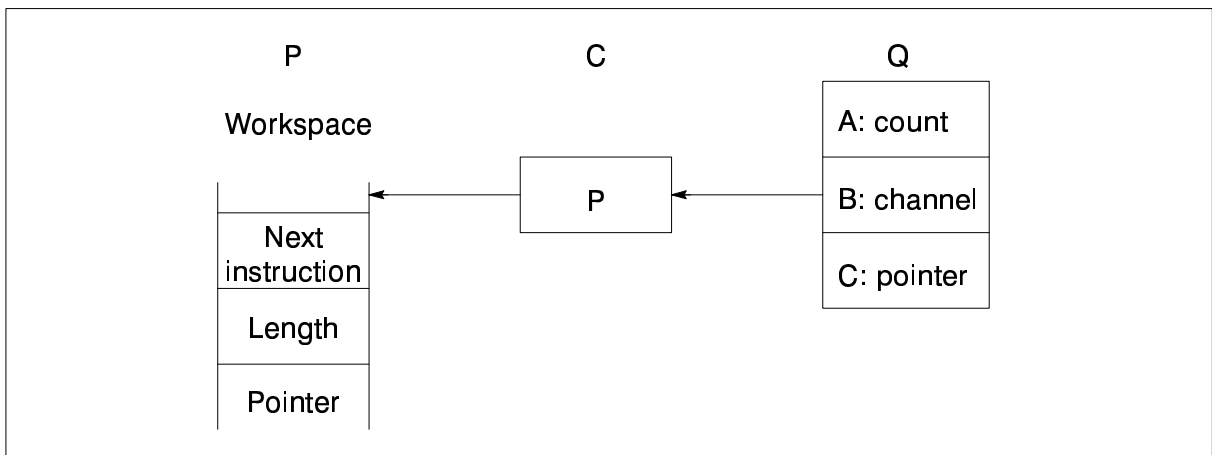 P
C
Q
Workspace
A: count
B: channel
C: pointer
P
Next
instruction
Length
Pointer